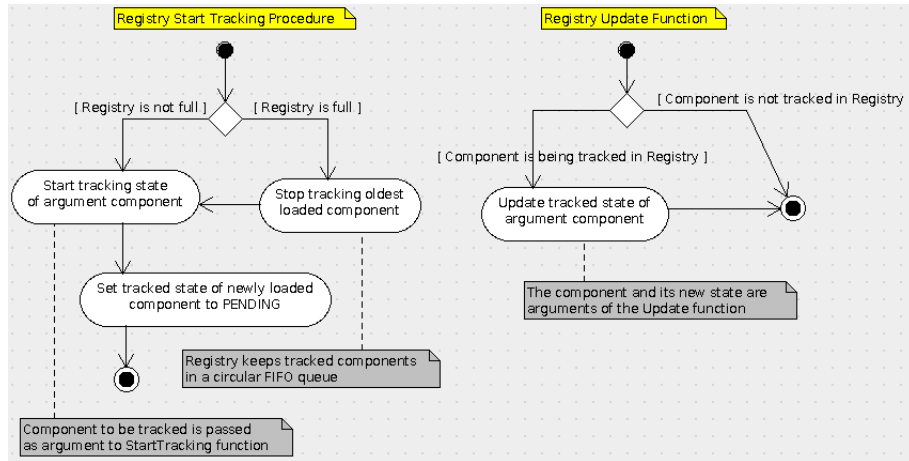 Registry Start Tracking Procedure
Registry Update Function
[ Registry is not full ]
[ Registry is full ]
[ Component is not tracked in Registry
[ Component is being tracked in Registry ]
Start tracking state
of argument component
Stop tracking oldest
loaded component
Update tracked state of
argument component
Set tracked state of newly loaded
component to PENDING
The component and its new state are
arguments of the Update function
Registry keeps tracked components
in a circular FIFO queue
Component to be tracked is passed
as argument to StartTracking function